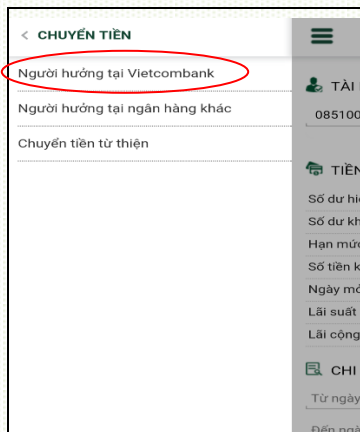 < CHUYỂN TIỀN
Người hưởng tại Vietcombank
Người hưởng tại ngân hàng khác
Chuyển tiền từ thiện
TÀI
085100
TIỀN
Số dư hi
Số dư kh
Hạn mức
Số tiền k
Ngày mở
Lãi suất
Lãi cộng
CHI
Từ ngày
Đến ngà